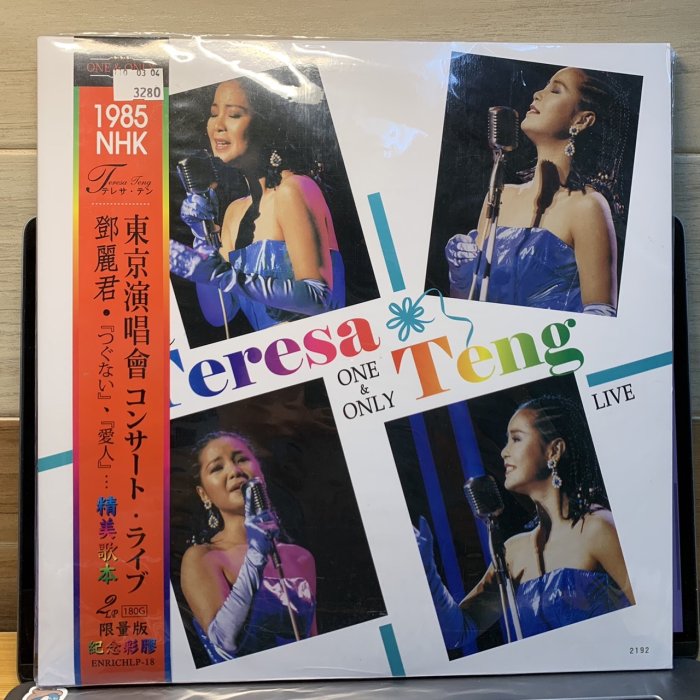 ONE & ONLY
03 04
3280
1985
NHK
Teresa Teng
テレサ・テン
東京演唱會 コンサート・ライブ
鄧麗君・『つぐない』、『愛人』…
精美歌本
2LP 180G
限量版
紀念彩膠
ENRICHLP-18
Teresa
Teng
ONE
&
ONLY
LIVE
2192